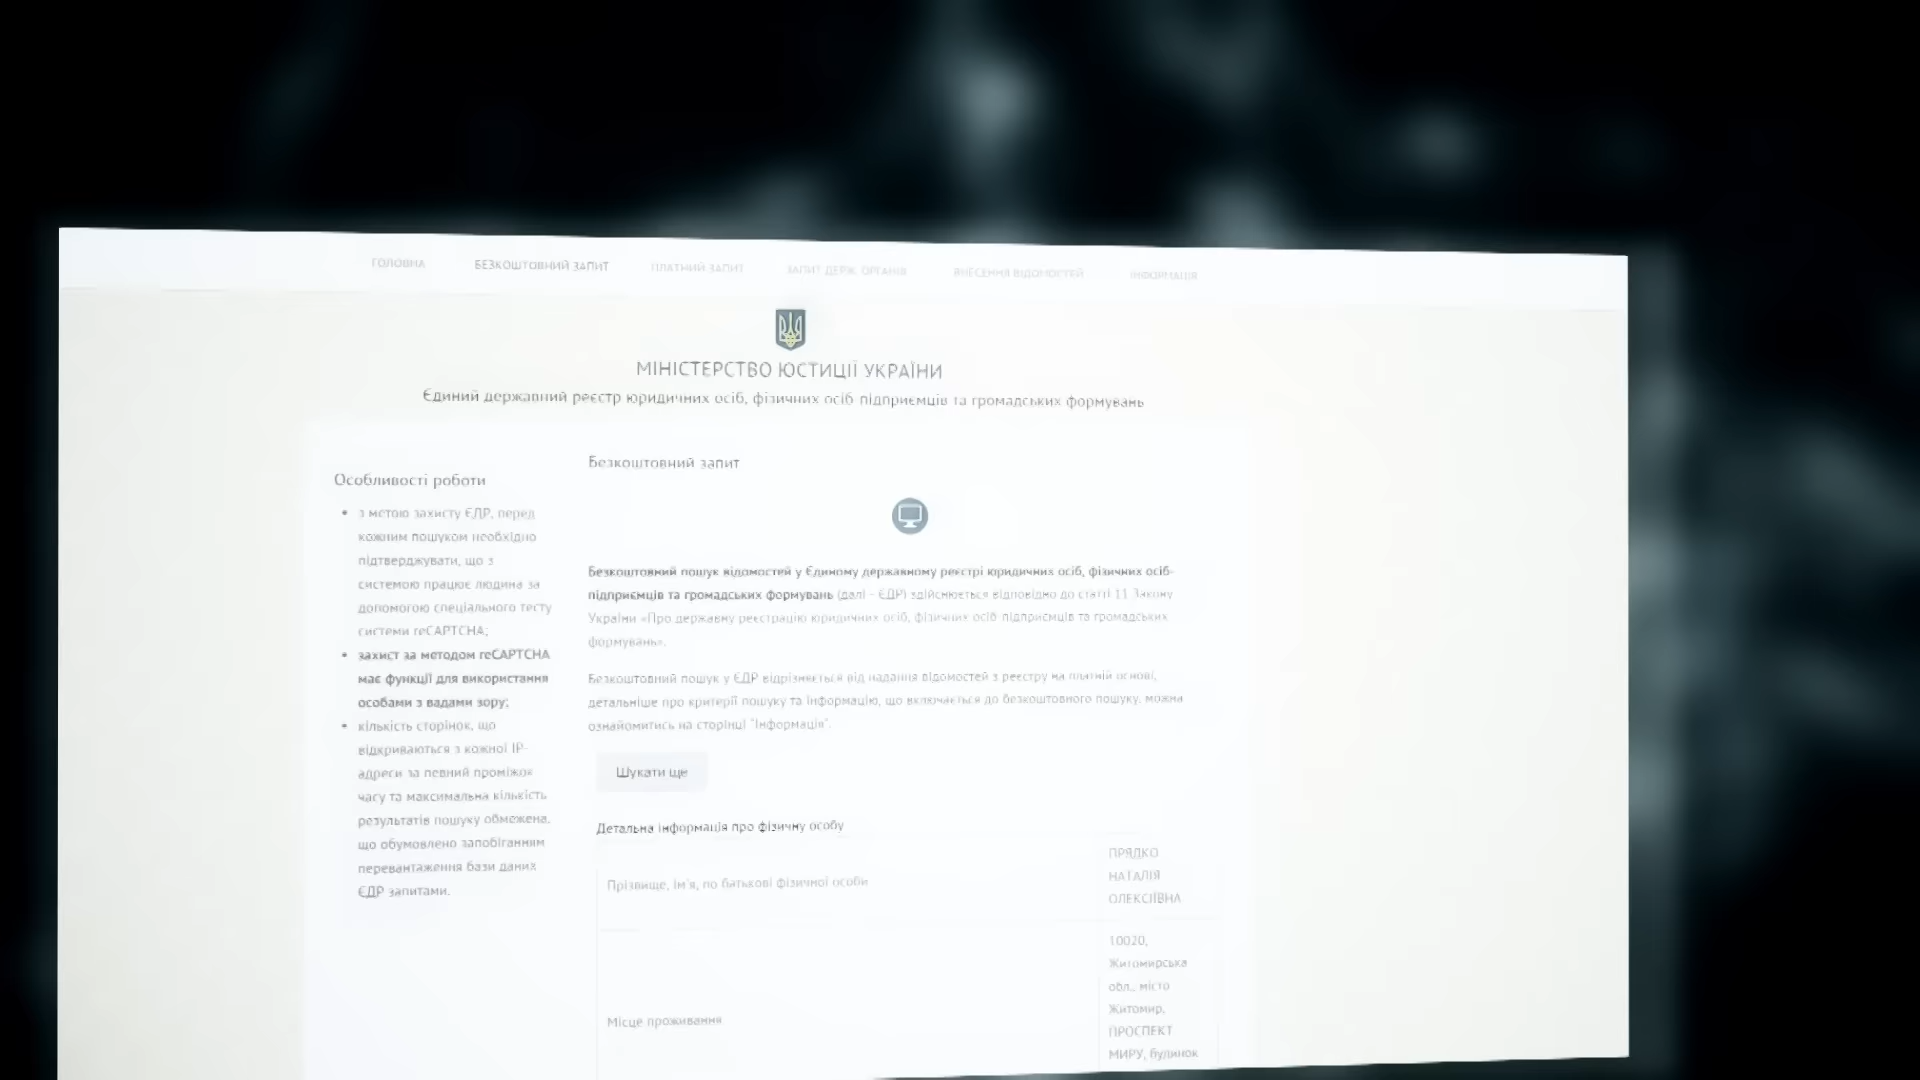 ГОЛОВНА БЕЗКОШТОВНИЙ ЗАПИТ ПЛАТНИЙ ЗАПИТ ЗАПИТ ДЕРЖ. ОРГАНІВ ВНЕСЕННЯ ВІДОМОСТЕЙ ІНФОРМАЦІЯ
МІНІСТЕРСТВО ЮСТИЦІЇ УКРАЇНИ
Єдиний державний реєстр юридичних осіб, фізичних осіб-підприємців та громадських формувань
Особливості роботи
з метою захисту ЄДР, перед
кожним пошуком необхідно
підтверджувати, що з
системою працює людина за
допомогою спеціального тесту
системи reCAPTCHA;
захист за методом reCAPTCHA
має функції для використання
особами з вадами зору;
кількість сторінок, що
відкриваються з кожної IP-
адреси за певний проміжок
часу та максимальна кількість
результатів пошуку обмежена,
що обумовлено запобіганням
перевантаження бази даних
ЄДР запитами.
Безкоштовний запит
Безкоштовний пошук відомостей у Єдиному державному реєстрі юридичних осіб, фізичних осіб-
підприємців та громадських формувань (далі - ЄДР) здійснюється відповідно до статті 11 Закону
України «Про державну реєстрацію юридичних осіб, фізичних осіб-підприємців та громадських
формувань».
Безкоштовний пошук у ЄДР відрізняється від надання відомостей з реєстру на платній основі,
детальніше про критерії пошуку та інформацію, що включається до безкоштовного пошуку, можна
ознайомитись на сторінці "Інформація".
Шукати ще
Детальна інформація про фізичну особу
Прізвище, ім'я, по батькові фізичної особи
ПРЯДКО
НАТАЛІЯ
ОЛЕКСІЇВНА
Місце проживання
10020,
Житомирська
обл., місто
Житомир,
ПРОСПЕКТ
МИРУ, будинок